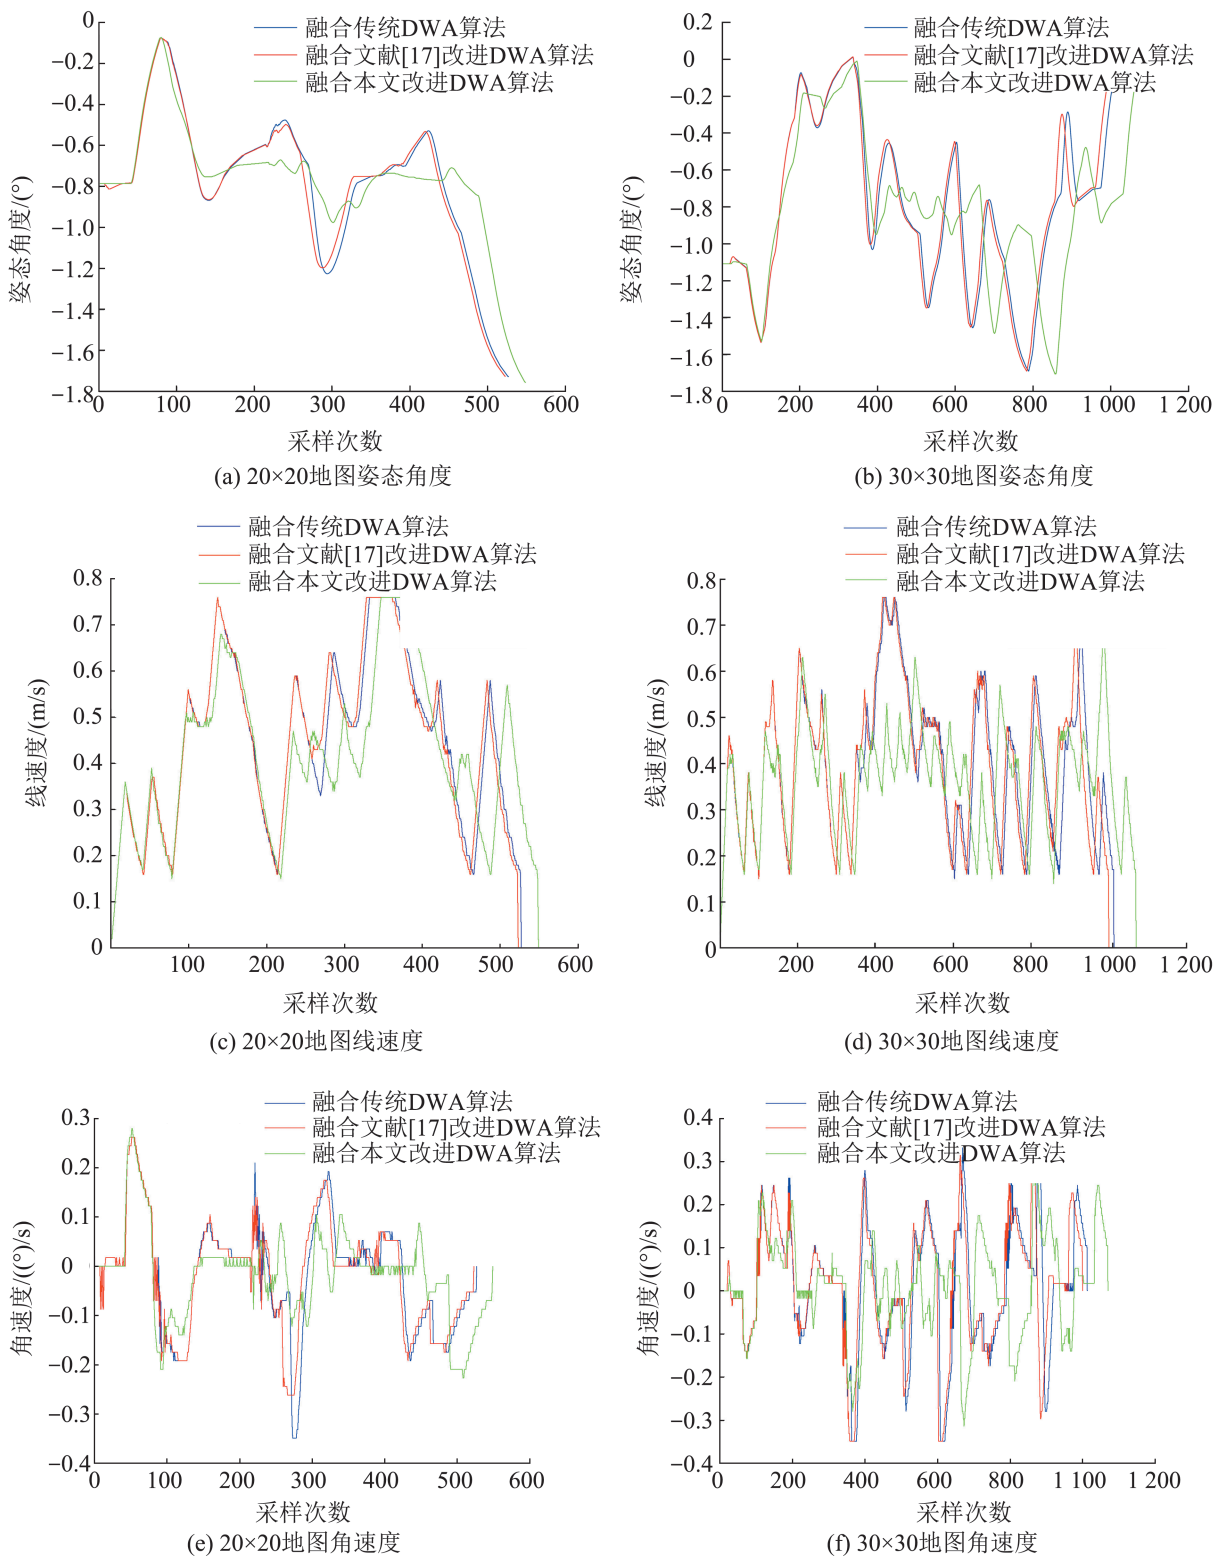 融合传统DWA算法
融合文献[17]改进DWA算法
融合本文改进DWA算法
0
−0.2
−0.4
−0.6
−0.8
−1.0
−1.2
−1.4
−1.6
−1.8
姿态角度/(°)
0 100 200 300 400 500 600
采样次数
(a) 20×20地图姿态角度
融合传统DWA算法
融合文献[17]改进DWA算法
融合本文改进DWA算法
0.2
0
−0.2
−0.4
−0.6
−0.8
−1.0
−1.2
−1.4
−1.6
−1.8
姿态角度/(°)
0 200 400 600 800 1 000 1 200
采样次数
(b) 30×30地图姿态角度
融合传统DWA算法
融合文献[17]改进DWA算法
融合本文改进DWA算法
0.8
0.7
0.6
0.5
0.4
0.3
0.2
0.1
0
线速度/(m/s)
100 200 300 400 500 600
采样次数
(c) 20×20地图线速度
融合传统DWA算法
融合文献[17]改进DWA算法
融合本文改进DWA算法
0.8
0.7
0.6
0.5
0.4
0.3
0.2
0.1
0
线速度/(m/s)
200 400 600 800 1 000 1 200
采样次数
(d) 30×30地图线速度
融合传统DWA算法
融合文献[17]改进DWA算法
融合本文改进DWA算法
0.3
0.2
0.1
0
−0.1
−0.2
−0.3
−0.4
角速度/((°)/s)
0 100 200 300 400 500 600
采样次数
(e) 20×20地图角速度
融合传统DWA算法
融合文献[17]改进DWA算法
融合本文改进DWA算法
0.4
0.3
0.2
0.1
0
−0.1
−0.2
−0.3
−0.4
角速度/((°)/s)
0 200 400 600 800 1 100 1 200
采样次数
(f) 30×30地图角速度